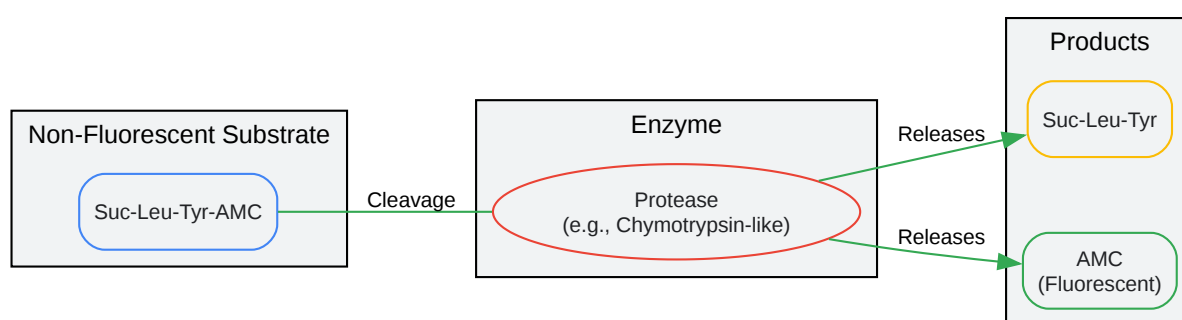 Non-Fluorescent Substrate
Suc-Leu-Tyr-AMC
Cleavage
Enzyme
Protease
(e.g., Chymotrypsin-like)
Releases
Releases
Products
Suc-Leu-Tyr
AMC
(Fluorescent)